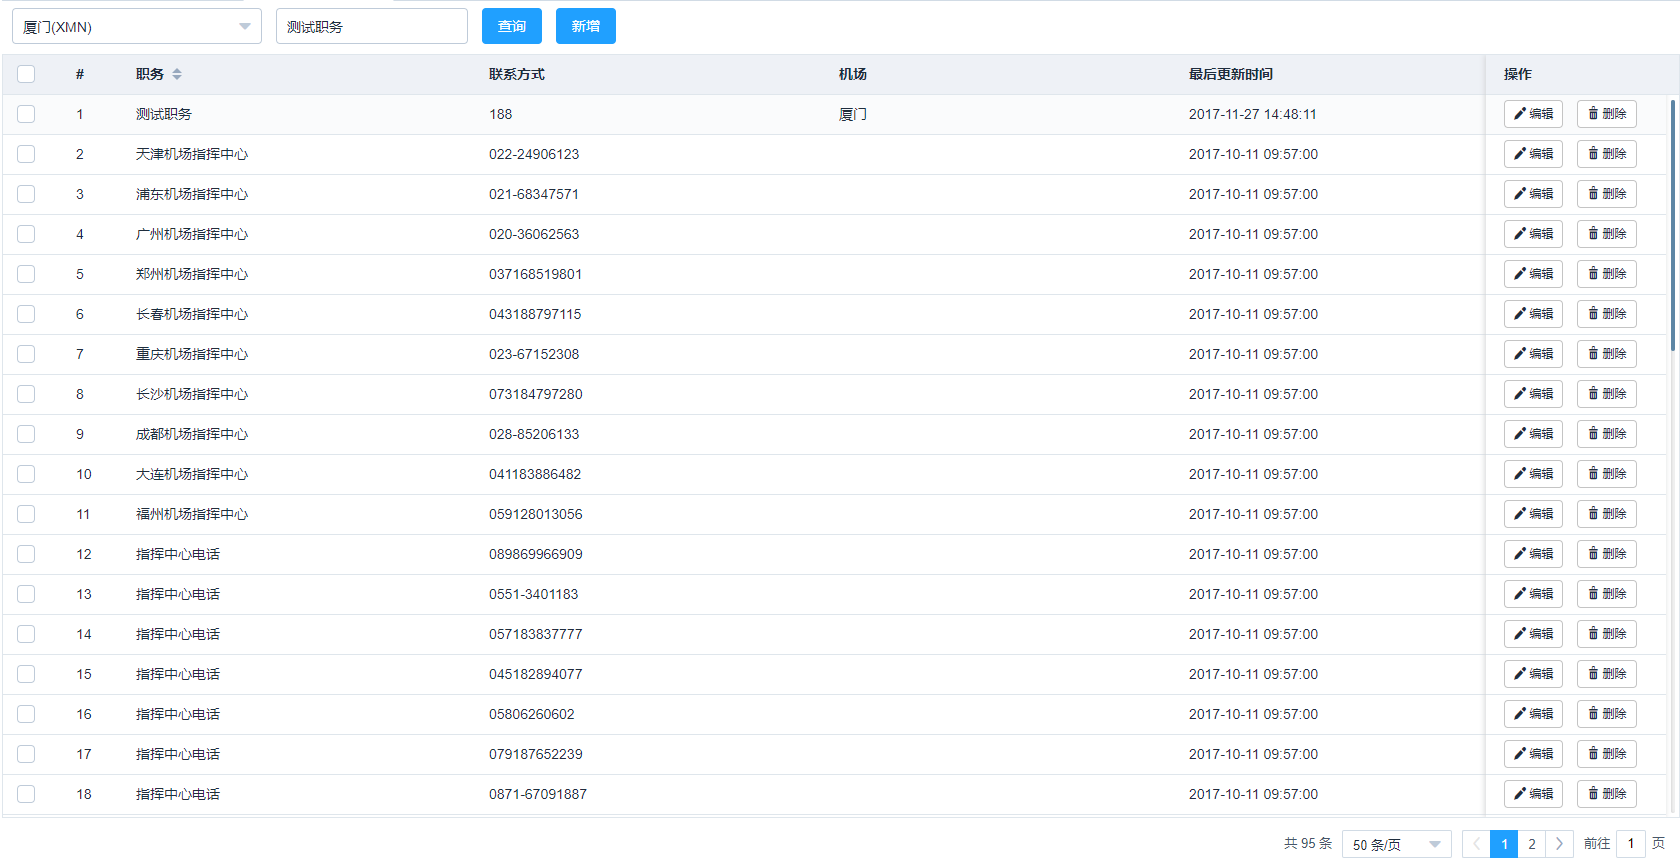 厦门(XMN) 测试职务 查询 新增
# 职务 联系方式 机场 最后更新时间 操作
1 测试职务 188 厦门 2017-11-27 14:48:11 编辑 删除
2 天津机场指挥中心 022-24906123 2017-10-11 09:57:00 编辑 删除
3 浦东机场指挥中心 021-68347571 2017-10-11 09:57:00 编辑 删除
4 广州机场指挥中心 020-36062563 2017-10-11 09:57:00 编辑 删除
5 郑州机场指挥中心 037168519801 2017-10-11 09:57:00 编辑 删除
6 长春机场指挥中心 043188797115 2017-10-11 09:57:00 编辑 删除
7 重庆机场指挥中心 023-67152308 2017-10-11 09:57:00 编辑 删除
8 长沙机场指挥中心 073184797280 2017-10-11 09:57:00 编辑 删除
9 成都机场指挥中心 028-85206133 2017-10-11 09:57:00 编辑 删除
10 大连机场指挥中心 041183886482 2017-10-11 09:57:00 编辑 删除
11 福州机场指挥中心 059128013056 2017-10-11 09:57:00 编辑 删除
12 指挥中心电话 089869966909 2017-10-11 09:57:00 编辑 删除
13 指挥中心电话 0551-3401183 2017-10-11 09:57:00 编辑 删除
14 指挥中心电话 057183837777 2017-10-11 09:57:00 编辑 删除
15 指挥中心电话 045182894077 2017-10-11 09:57:00 编辑 删除
16 指挥中心电话 05806260602 2017-10-11 09:57:00 编辑 删除
17 指挥中心电话 079187652239 2017-10-11 09:57:00 编辑 删除
18 指挥中心电话 0871-67091887 2017-10-11 09:57:00 编辑 删除
共 95 条 50 条/页 1 2 前往 1 页